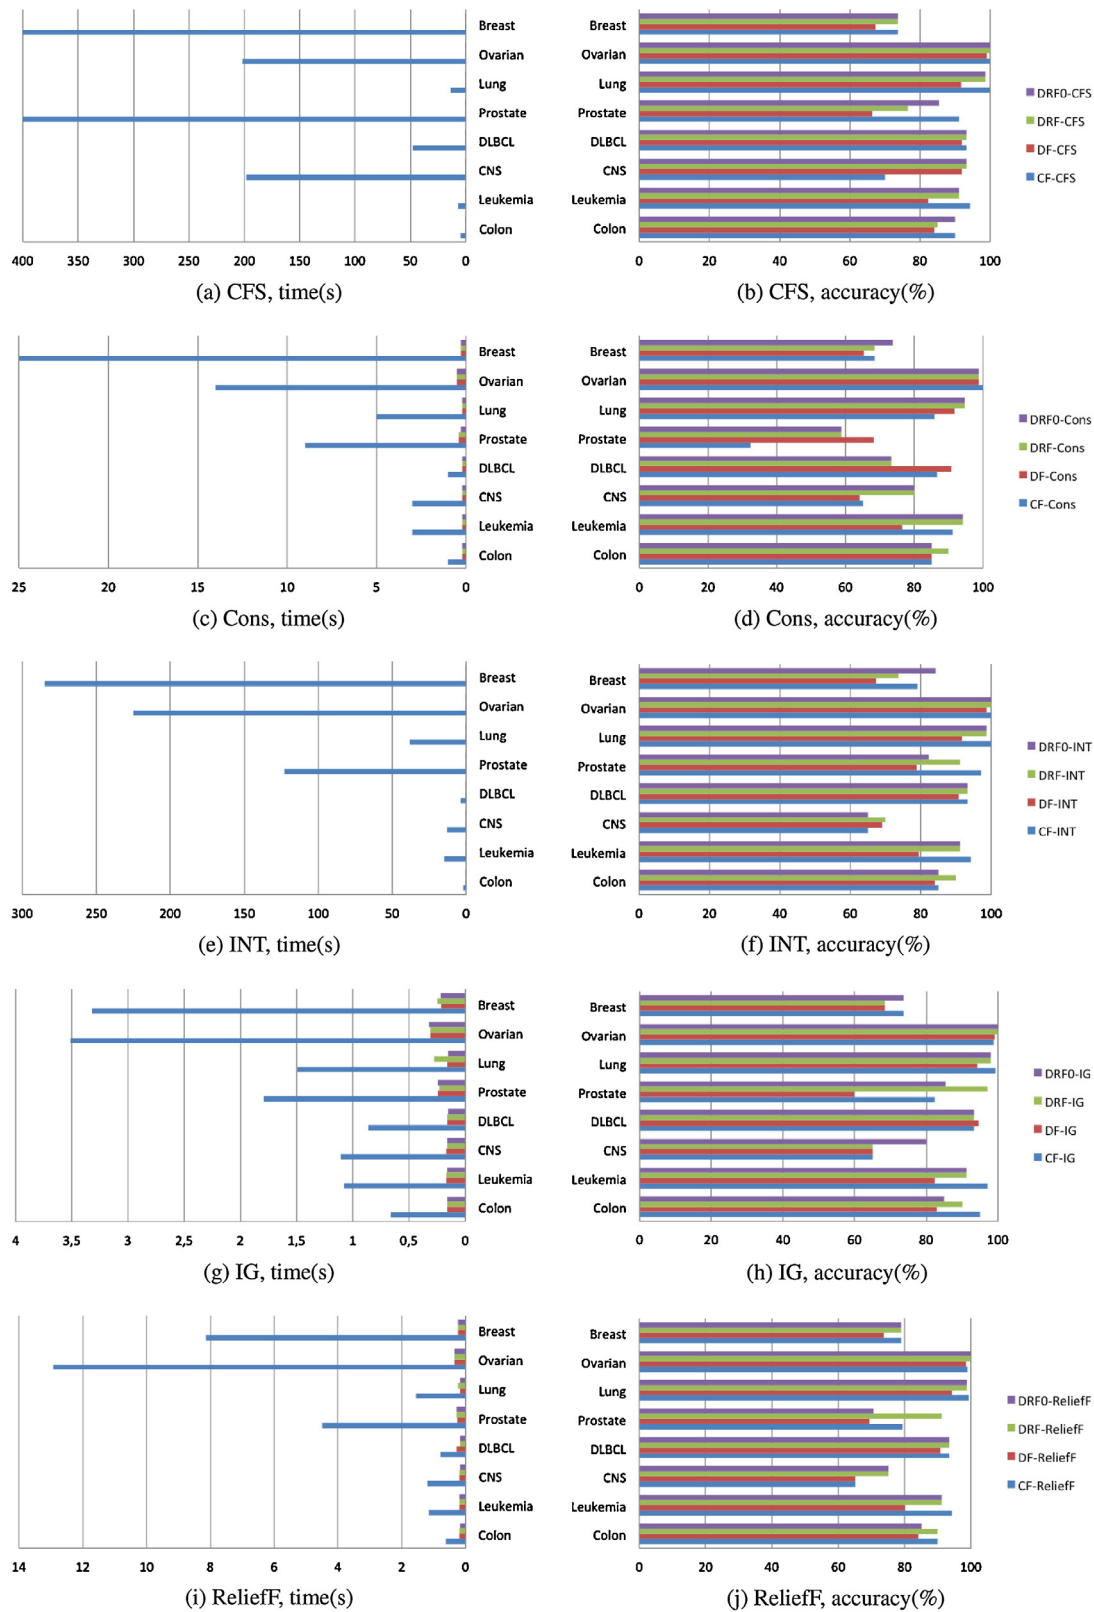 Breast
Ovarian
Lung
Prostate
DLBCL
CNS
Leukemia
Colon
400 350 300 250 200 150 100 50 0
(a) CFS, time(s)
Breast
Ovarian
Lung
Prostate
DLBCL
CNS
Leukemia
Colon
0 20 40 60 80 100
DRF0-CFS
DRF-CFS
DF-CFS
CF-CFS
(b) CFS, accuracy(%)
Breast
Ovarian
Lung
Prostate
DLBCL
CNS
Leukemia
Colon
25 20 15 10 5 0
(c) Cons, time(s)
Breast
Ovarian
Lung
Prostate
DLBCL
CNS
Leukemia
Colon
0 20 40 60 80 100
DRF0-Cons
DRF-Cons
DF-Cons
CF-Cons
(d) Cons, accuracy(%)
Breast
Ovarian
Lung
Prostate
DLBCL
CNS
Leukemia
Colon
300 250 200 150 100 50 0
(e) INT, time(s)
Breast
Ovarian
Lung
Prostate
DLBCL
CNS
Leukemia
Colon
0 20 40 60 80 100
DRF0-INT
DRF-INT
DF-INT
CF-INT
(f) INT, accuracy(%)
Breast
Ovarian
Lung
Prostate
DLBCL
CNS
Leukemia
Colon
4 3,5 3 2,5 2 1,5 1 0,5 0
(g) IG, time(s)
Breast
Ovarian
Lung
Prostate
DLBCL
CNS
Leukemia
Colon
0 20 40 60 80 100
DRF0-IG
DRF-IG
DF-IG
CF-IG
(h) IG, accuracy(%)
Breast
Ovarian
Lung
Prostate
DLBCL
CNS
Leukemia
Colon
14 12 10 8 6 4 2 0
(i) ReliefF, time(s)
Breast
Ovarian
Lung
Prostate
DLBCL
CNS
Leukemia
Colon
0 20 40 60 80 100
DRF0-ReliefF
DRF-ReliefF
DF-ReliefF
CF-ReliefF
(j) ReliefF, accuracy(%)